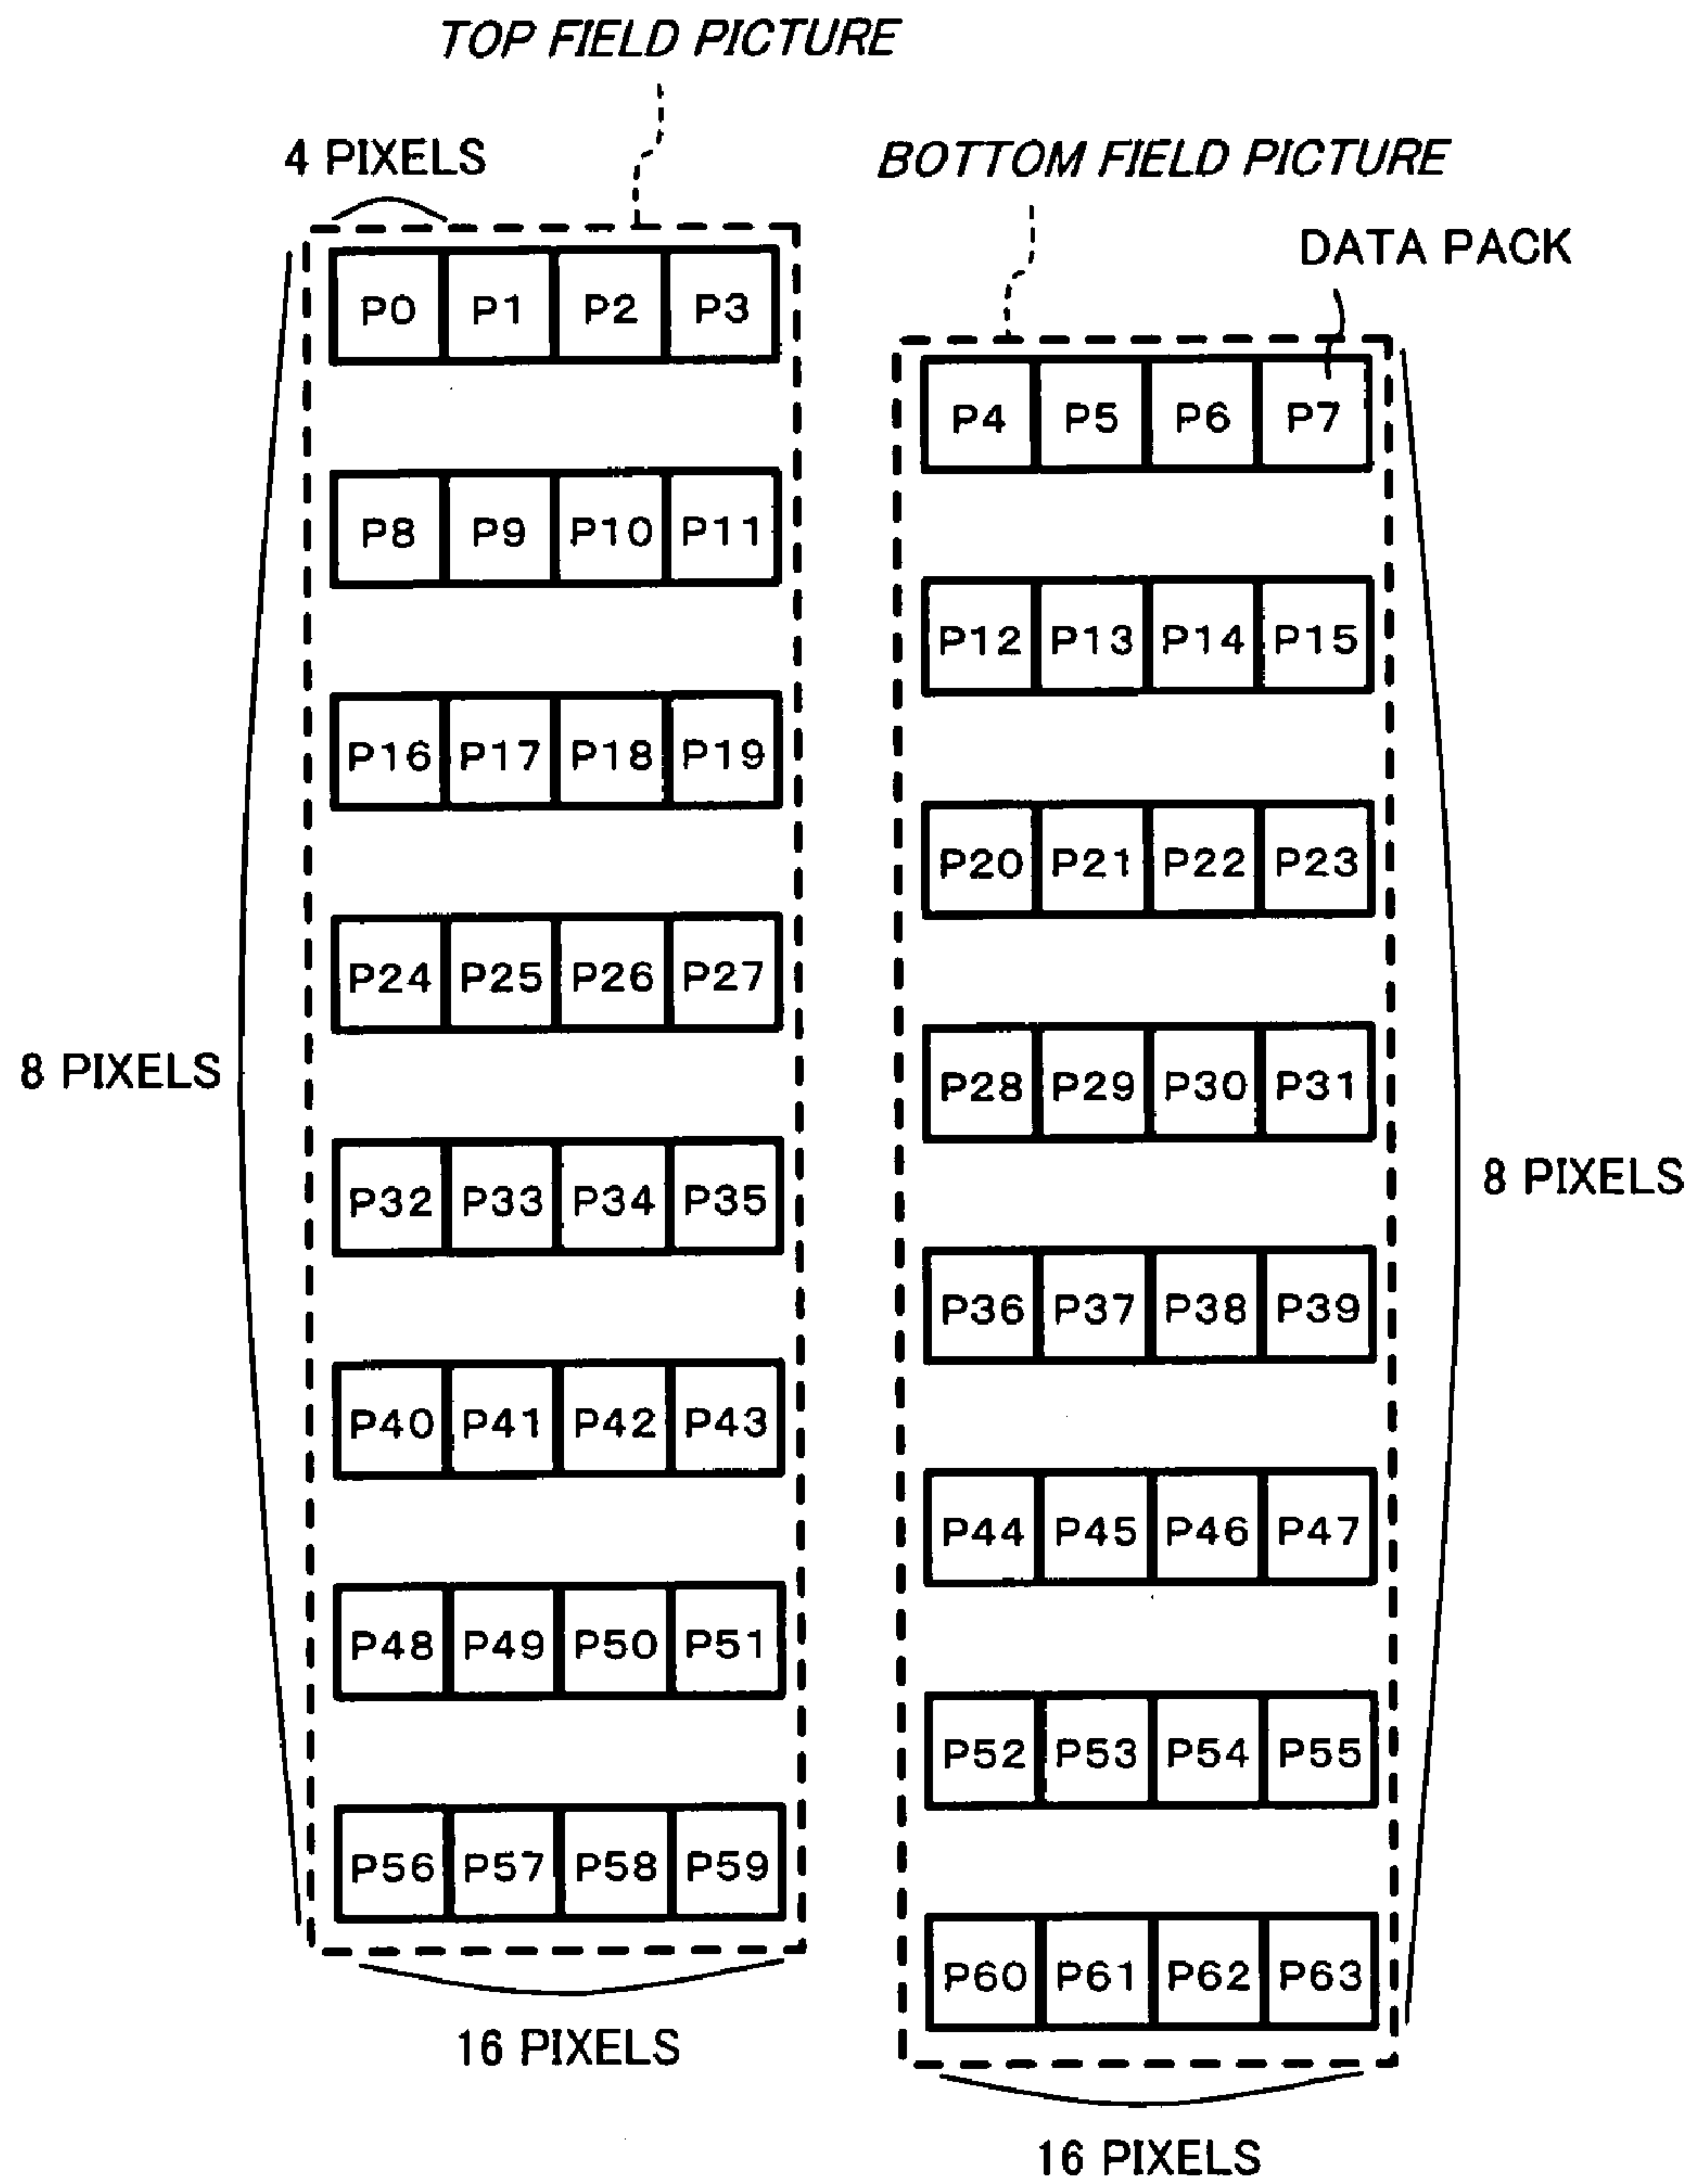 TOP FIELD PICTURE
4 PIXELS
BOTTOM FIELD PICTURE
DATA PACK
P0 P1 P2 P3
P4 P5 P6 P7
P8 P9 P10 P11
P12 P13 P14 P15
P16 P17 P18 P19
P20 P21 P22 P23
P24 P25 P26 P27
8 PIXELS
P28 P29 P30 P31
8 PIXELS
P32 P33 P34 P35
P36 P37 P38 P39
P40 P41 P42 P43
P44 P45 P46 P47
P48 P49 P50 P51
P52 P53 P54 P55
P56 P57 P58 P59
P60 P61 P62 P63
16 PIXELS
16 PIXELS